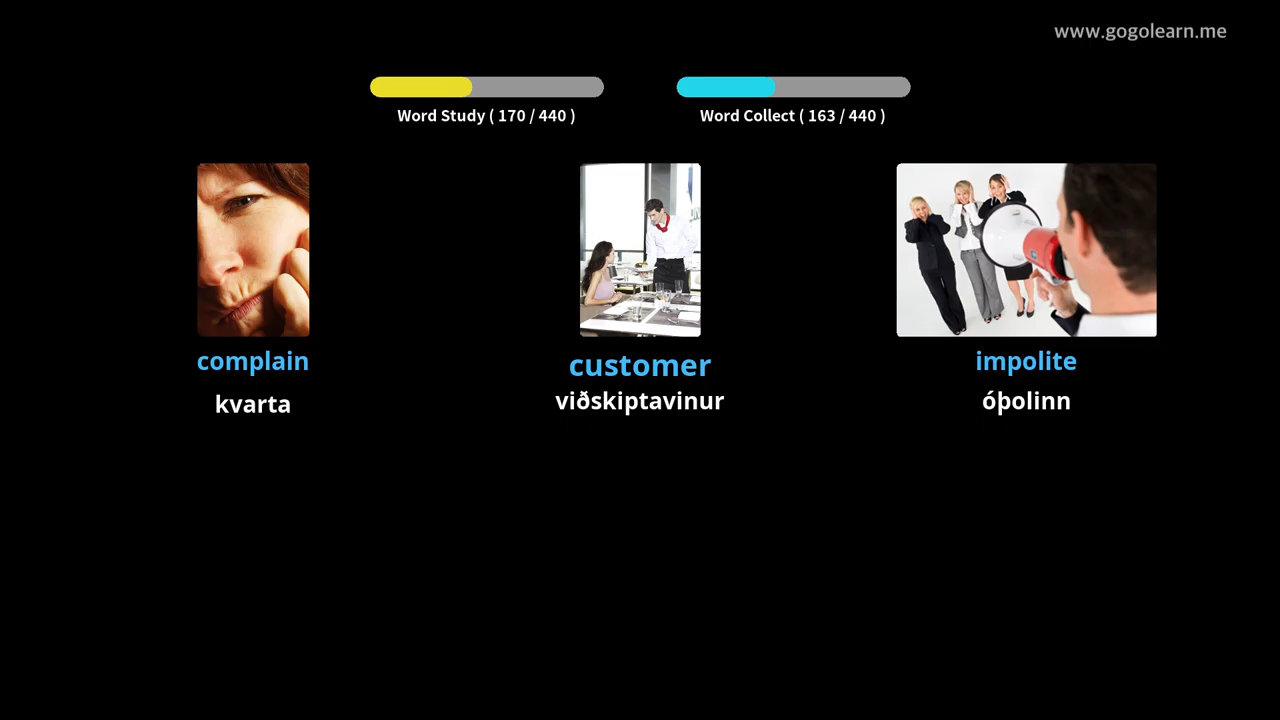 www.gogolearn.me
Word Study ( 170 / 440 )
Word Collect ( 163 / 440 )
complain
customer
impolite
kvarta
viðskiptavinur
óþolinn